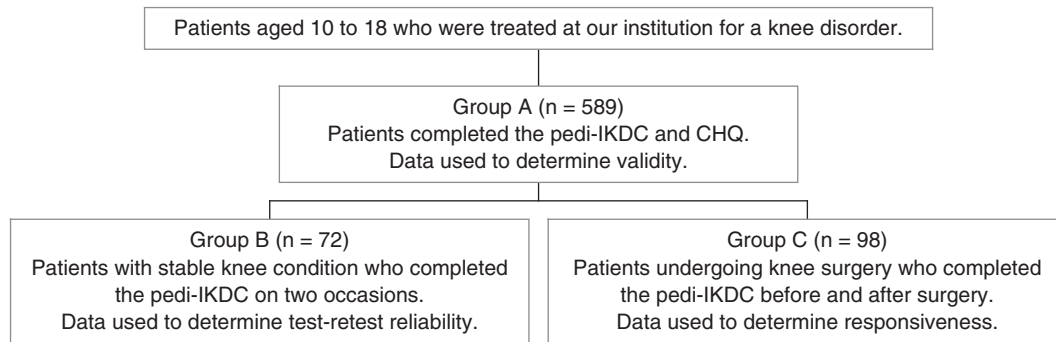 Patients aged 10 to 18 who were treated at our institution for a knee disorder.
Group A (n = 589)
Patients completed the pedi-IKDC and CHQ.
Data used to determine validity.
Group B (n = 72)
Patients with stable knee condition who completed
the pedi-IKDC on two occasions.
Data used to determine test-retest reliability.
Group C (n = 98)
Patients undergoing knee surgery who completed
the pedi-IKDC before and after surgery.
Data used to determine responsiveness.